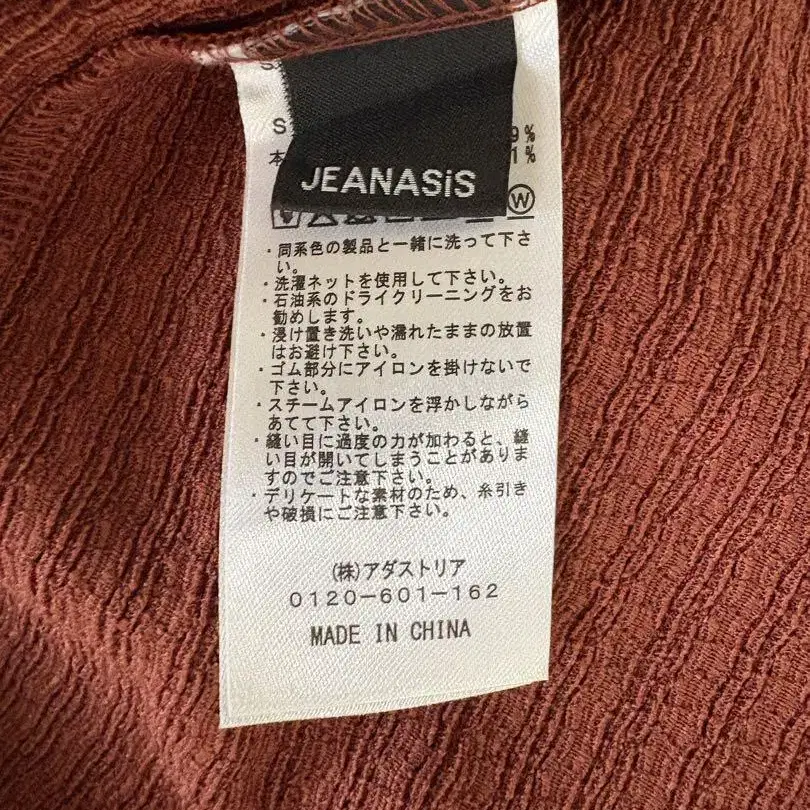 S
9%
本
1%
JEANASiS
W
・同系色の製品と一緒に洗って下さ
い。
・洗濯ネットを使用して下さい。
・石油系のドライクリーニングをお
勧めします。
・浸け置き洗いや濡れたままの放置
はお避け下さい。
・ゴム部分にアイロンを掛けないで
下さい。
・スチームアイロンを浮かしながら
あてて下さい。
・縫い目に過度の力が加わると、縫
い目が開いてしまうことがありま
すのでご注意下さい。
・デリケートな素材のため、糸引き
や破損にご注意下さい。
(株)アダストリア
0120-601-162
MADE IN CHINA